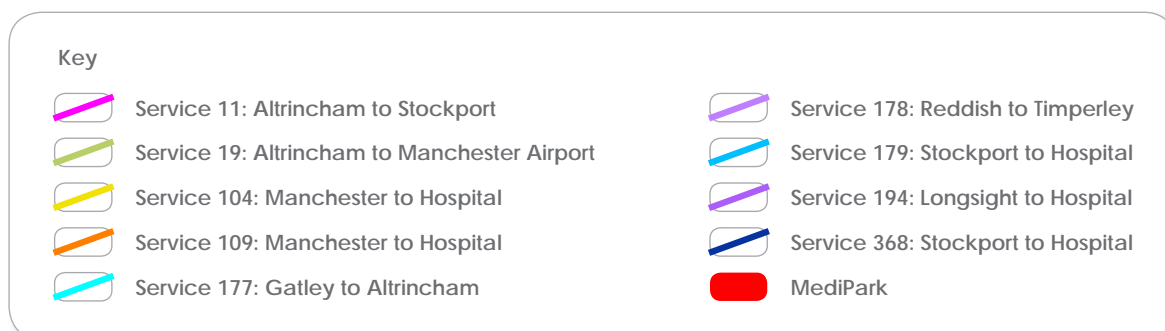 Key
Service 11: Altrincham to Stockport
Service 19: Altrincham to Manchester Airport
Service 104: Manchester to Hospital
Service 109: Manchester to Hospital
Service 177: Gatley to Altrincham
Service 178: Reddish to Timperley
Service 179: Stockport to Hospital
Service 194: Longsight to Hospital
Service 368: Stockport to Hospital
MediPark